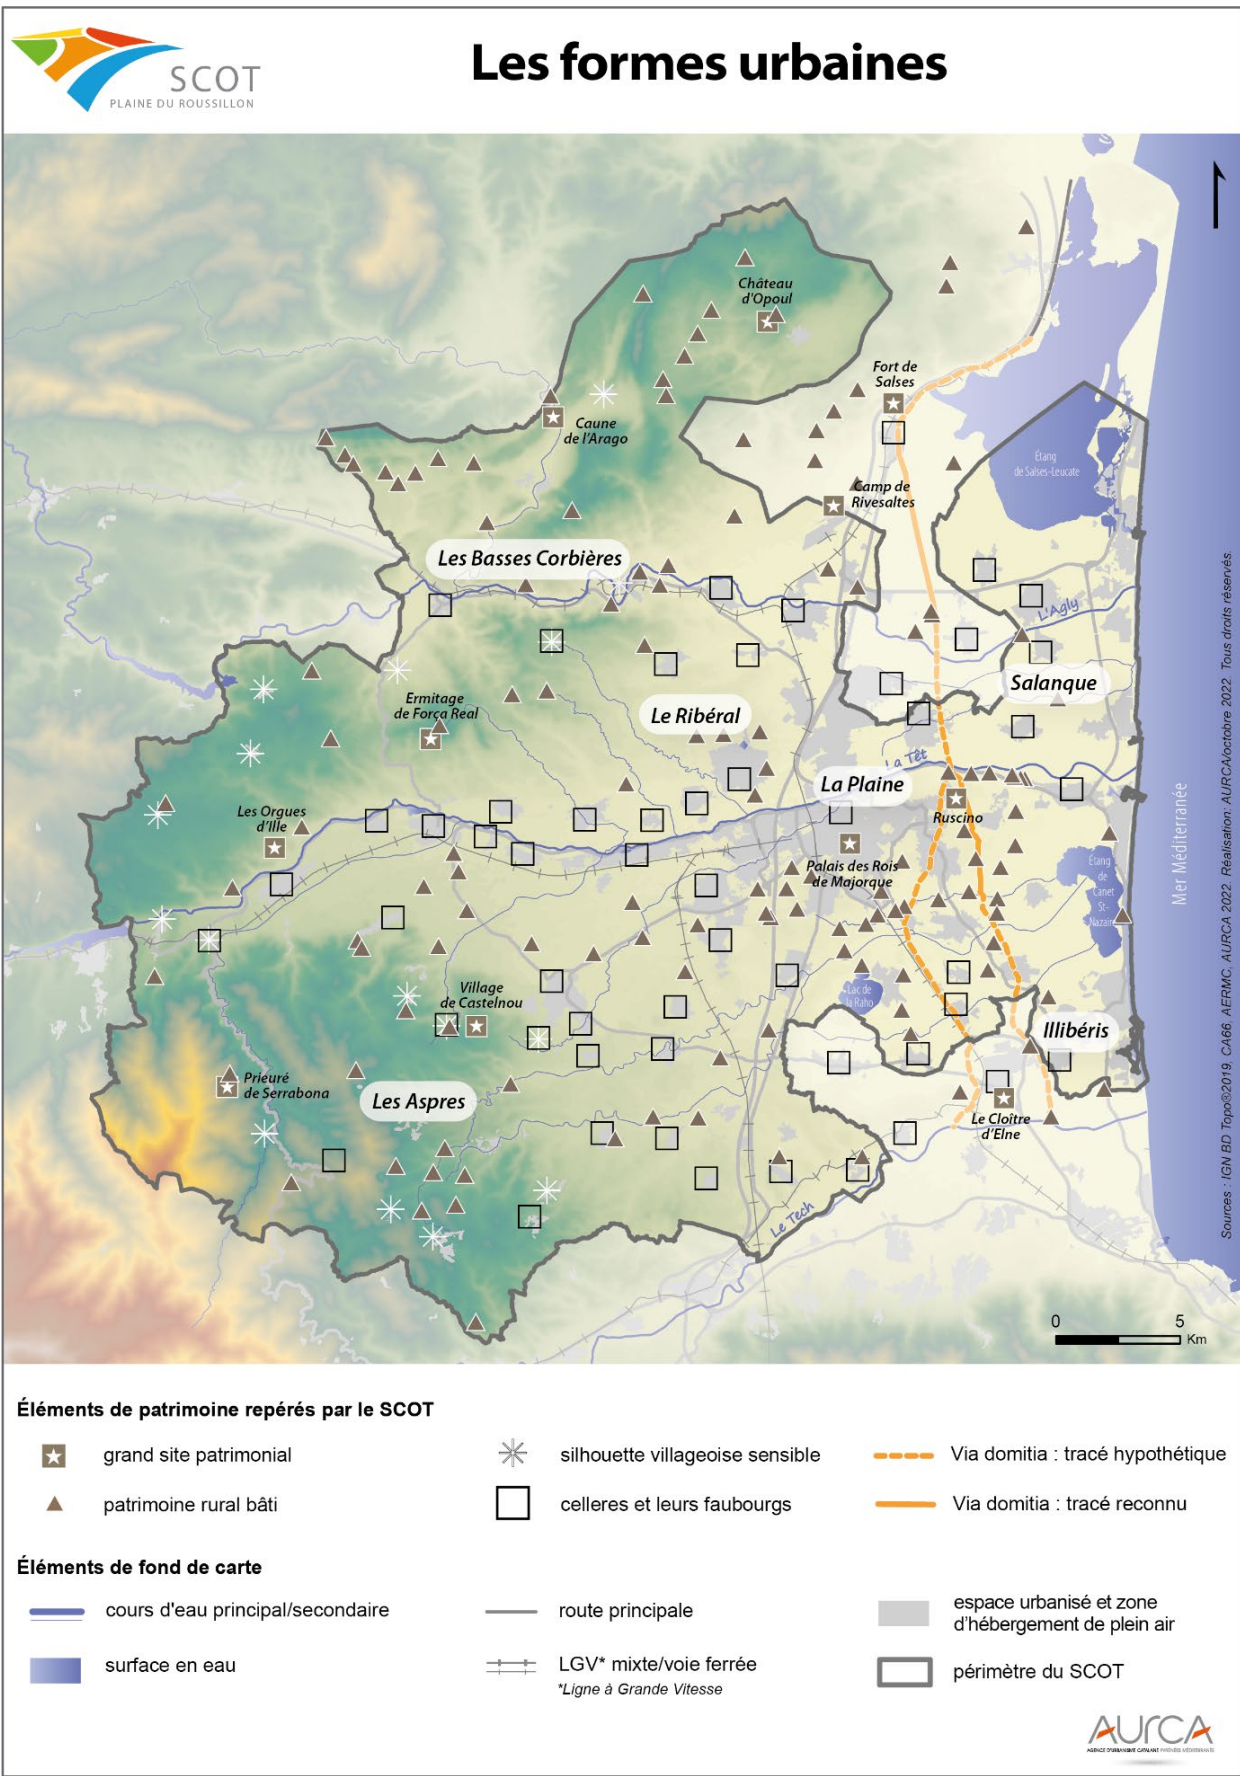 Les formes urbaines
SCOT
PLAINE DU ROUSSILLON
Château
d'Opoul
Fort de
Salses
Caune
de l'Arago
Étang
de Salses-Leucate
Camp de
Rivesaltes
Les Basses Corbières
L'Agly
Salanque
Ermitage
de Força Real
Le Ribéral
La Têt
La Plaine
Les Orgues
d'Ille
Ruscino
Palais des Rois
de Majorque
Étang
de
Canet
St-
Nazaire
Mer Méditerranée
Village
de Castelnou
Lac de
la Raho
Illibéris
Prieuré
de Serrabona
Les Aspres
Le Cloître
d'Elne
Le Tech
Sources : IGN BD Topo®2019, CA66, AERMC, AURCA 2022. Réalisation: AURCA/octobre 2022. Tous droits réservés.
0 5
Km
Éléments de patrimoine repérés par le SCOT
grand site patrimonial
silhouette villageoise sensible
Via domitia : tracé hypothétique
patrimoine rural bâti
celleres et leurs faubourgs
Via domitia : tracé reconnu
Éléments de fond de carte
cours d'eau principal/secondaire
route principale
espace urbanisé et zone
d'hébergement de plein air
surface en eau
LGV* mixte/voie ferrée
*Ligne à Grande Vitesse
périmètre du SCOT
AURCA
AGENCE D'URBANISME CATALANE PYRÉNÉES MÉDITERRANÉE